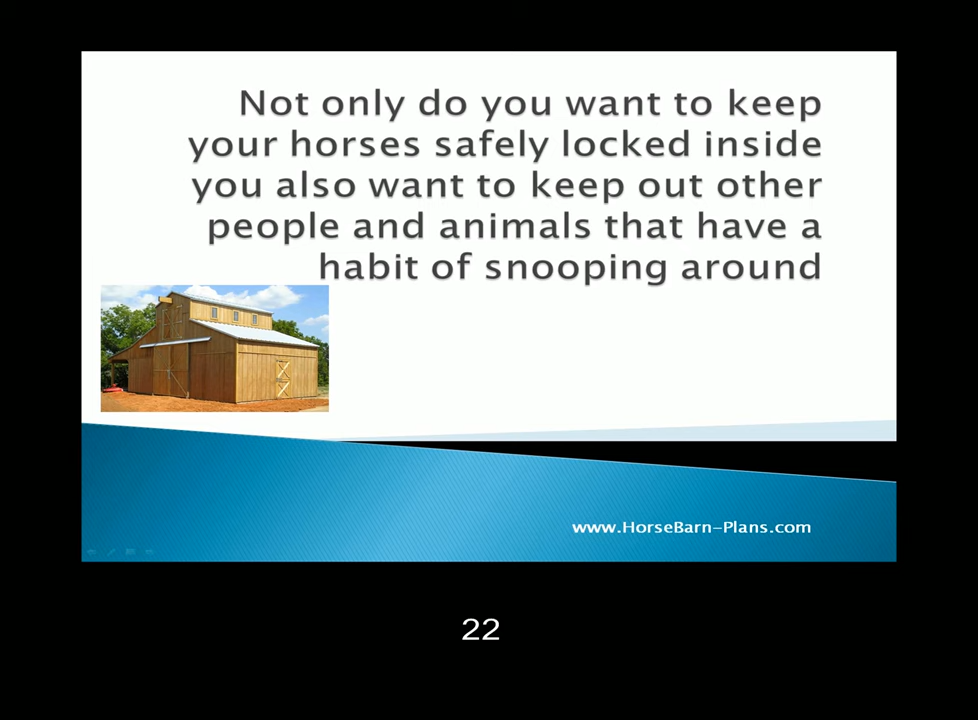 Not only do you want to keep
your horses safely locked inside
you also want to keep out other
people and animals that have a
habit of snooping around
www.HorseBarn-Plans.com
22